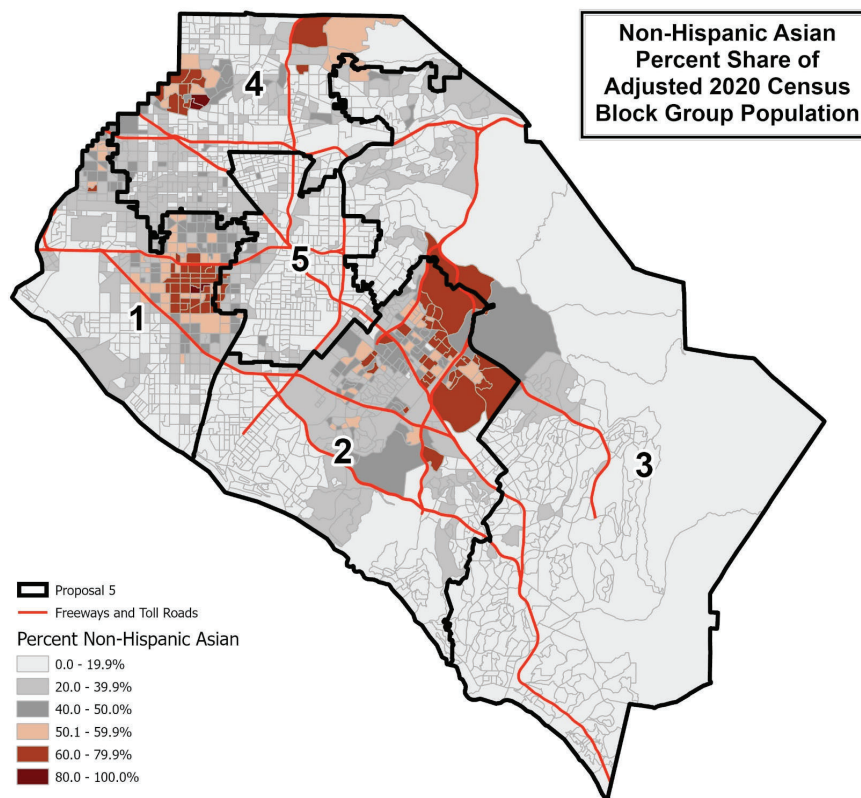 Non-Hispanic Asian
Percent Share of
Adjusted 2020 Census
Block Group Population
4
5
1
2
3
Proposal 5
Freeways and Toll Roads
Percent Non-Hispanic Asian
0.0 - 19.9%
20.0 - 39.9%
40.0 - 50.0%
50.1 - 59.9%
60.0 - 79.9%
80.0 - 100.0%